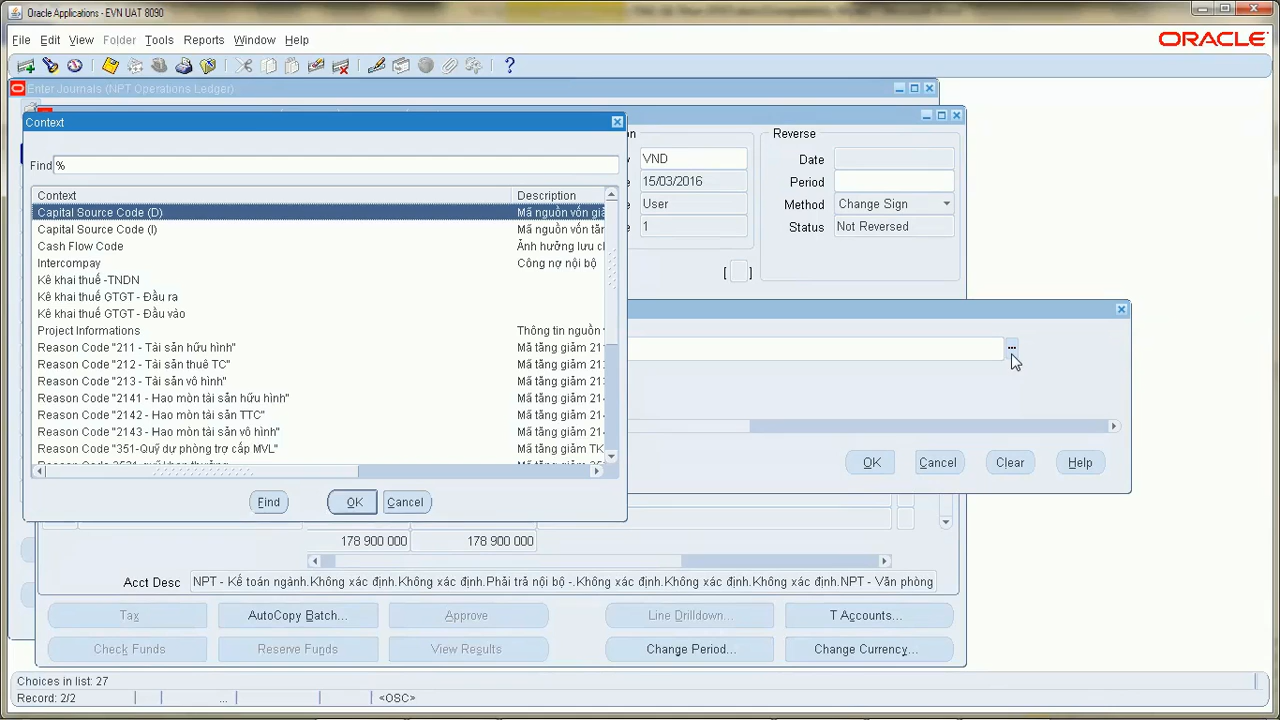 Oracle Applications - EVN UAT 8090
File Edit View Folder Tools Reports Window Help
ORACLE
Enter Journals (NPT Operations Ledger)
Context
Find %
Context Description
Capital Source Code (D) Mã nguồn vốn giả
Capital Source Code (I) Mã nguồn vốn tăn
Cash Flow Code Ảnh hưởng lưu ch
Intercompay Công nợ nội bộ
Kê khai thuế -TNDN
Kê khai thuế GTGT - Đầu ra
Kê khai thuế GTGT - Đầu vào
Project Informations Thông tin nguồn
Reason Code "211 - Tài sản hữu hình" Mã tăng giảm 211
Reason Code "212 - Tài sản thuê TC" Mã tăng giảm 212
Reason Code "213 - Tài sản vô hình" Mã tăng giảm 213
Reason Code "2141 - Hao mòn tài sản hữu hình" Mã tăng giảm 214
Reason Code "2142 - Hao mòn tài sản TTC" Mã tăng giảm 214
Reason Code "2143 - Hao mòn tài sản vô hình" Mã tăng giảm 214
Reason Code "351-Quỹ dự phòng trợ cấp MVL" Mã tăng giảm TK
Find OK Cancel
VND
15/03/2016
User
1
[ ]
Reverse
Date
Period
Method Change Sign
Status Not Reversed
...
OK Cancel Clear Help
178 900 000 178 900 000
Acct Desc NPT - Kế toán ngành.Không xác định.Không xác định.Phải trả nội bộ -.Không xác định.Không xác định.Không xác định.NPT - Văn phòng
Tax AutoCopy Batch... Approve Line Drilldown... T Accounts...
Check Funds Reserve Funds View Results Change Period... Change Currency...
Choices in list: 27
Record: 2/2 ... <OSC>